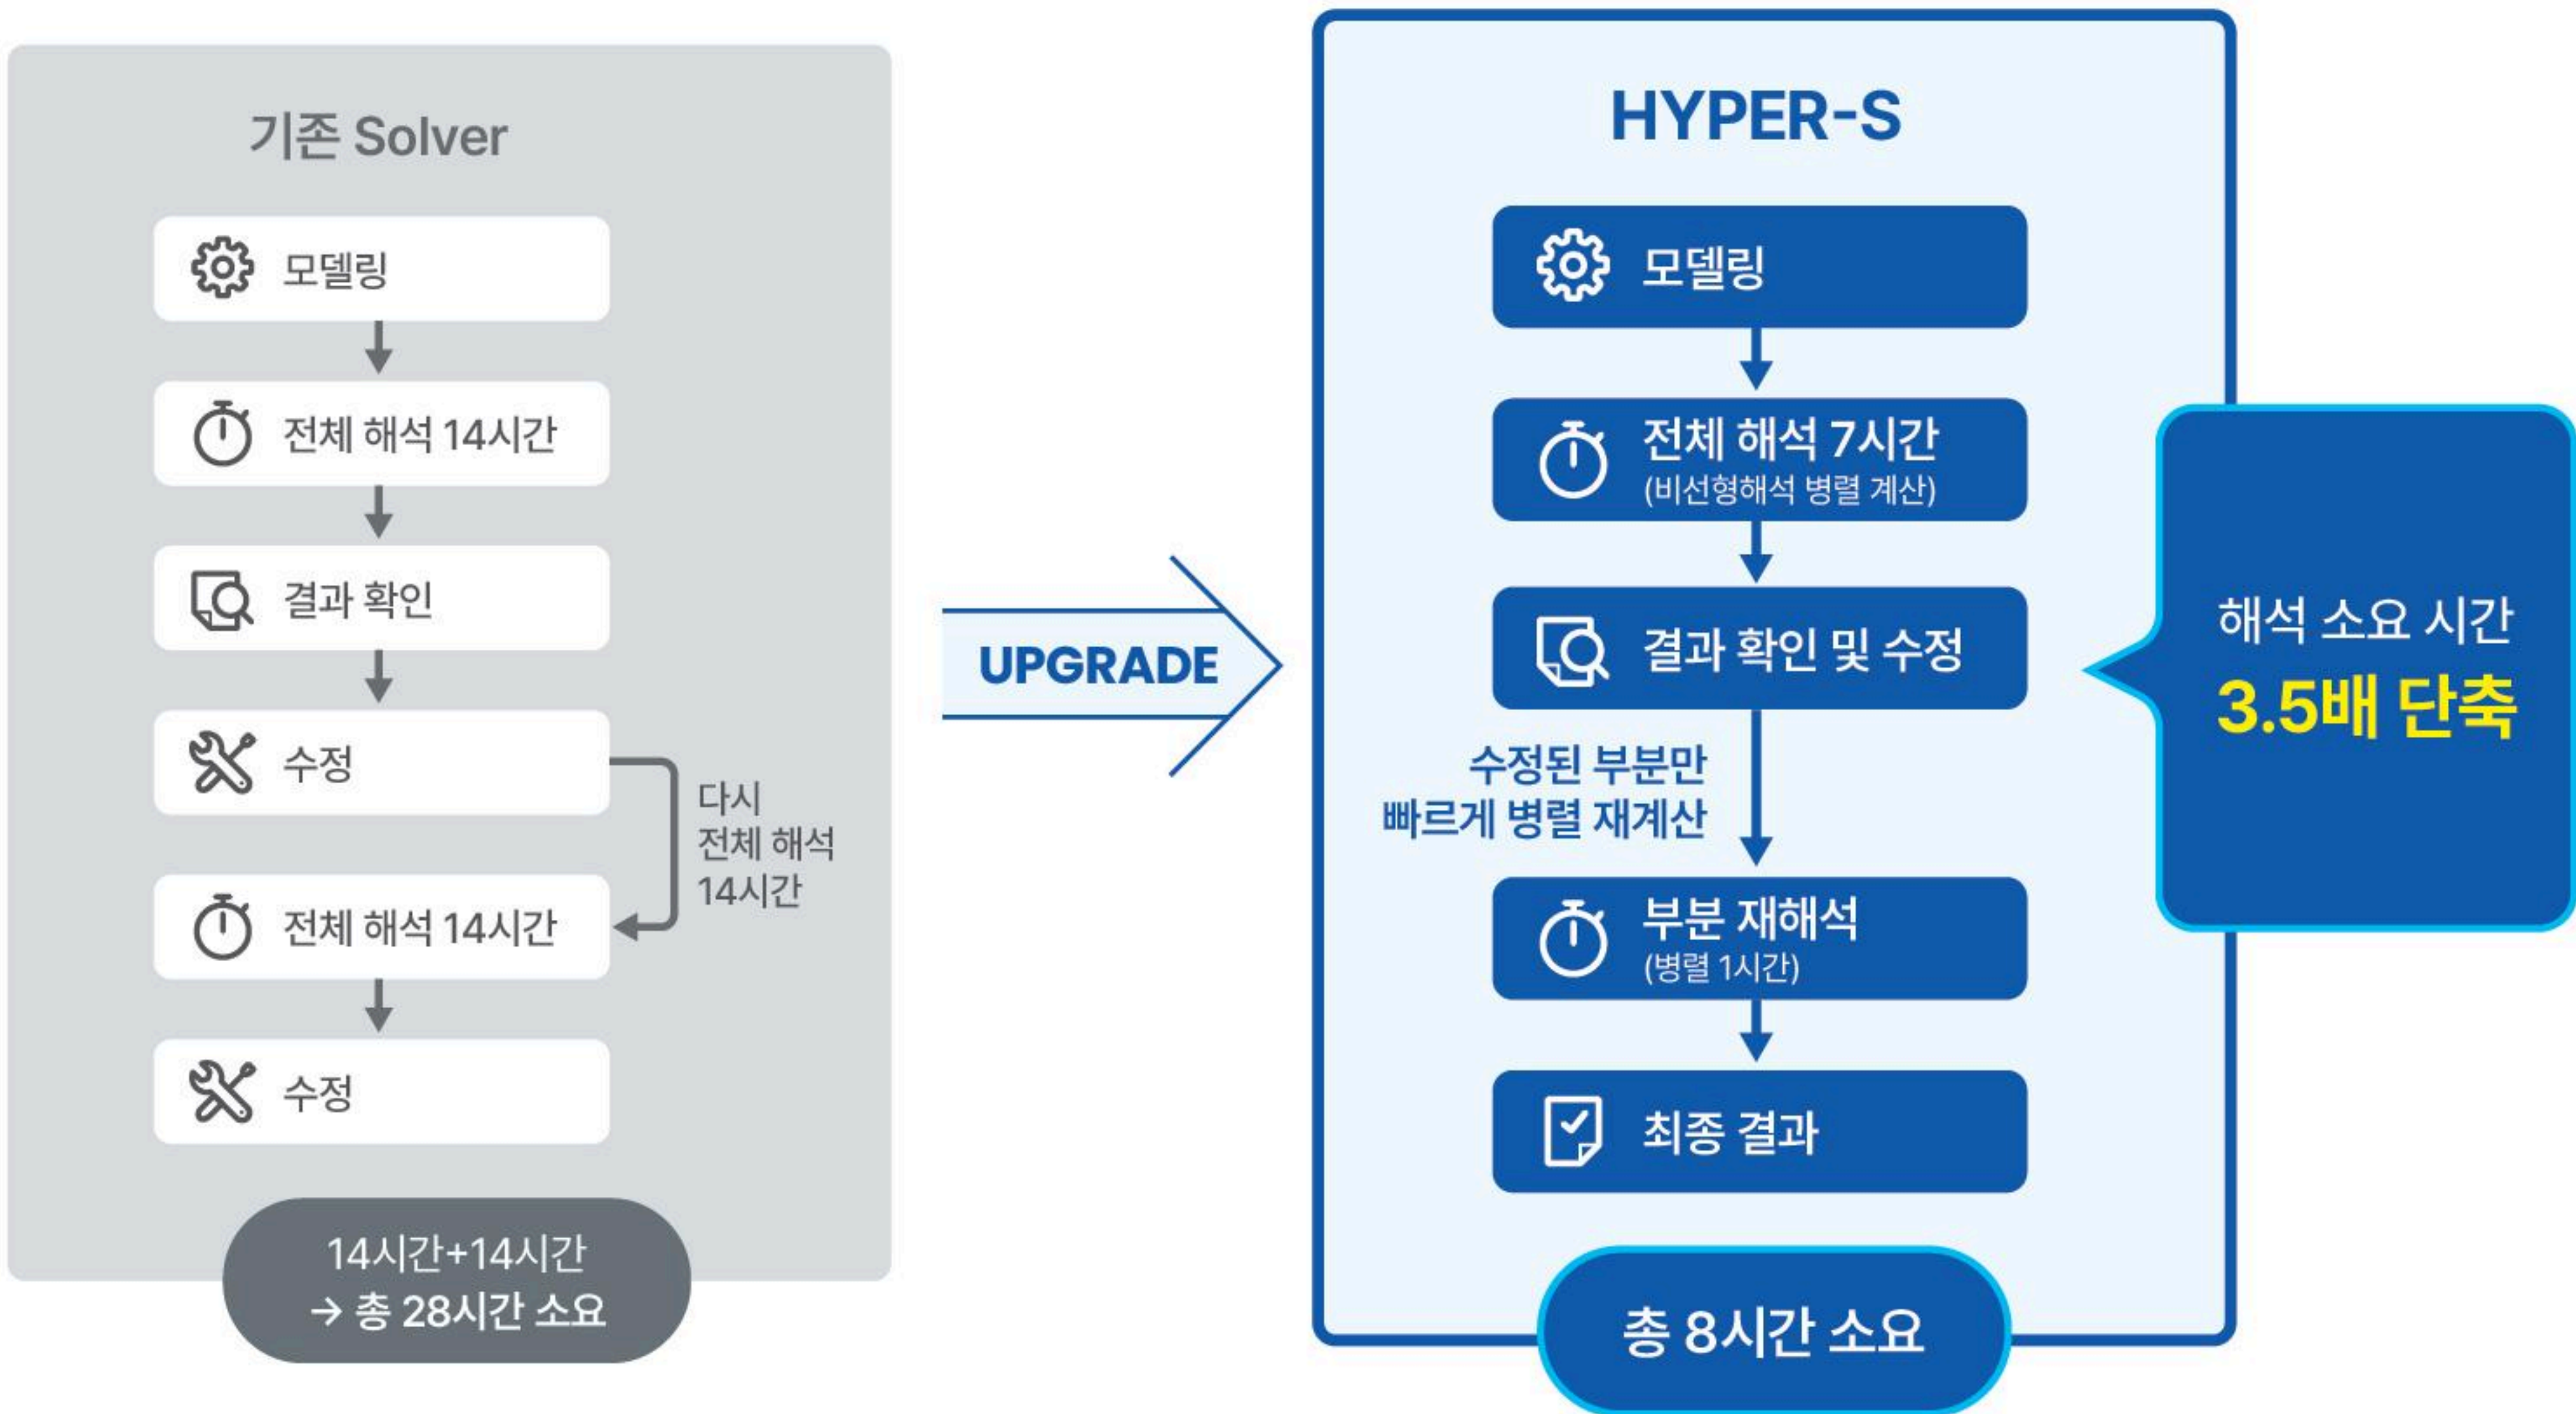 기존 Solver
모델링
전체 해석 14시간
결과 확인
수정
다시
전체 해석
14시간
전체 해석 14시간
수정
14시간+14시간
→ 총 28시간 소요
UPGRADE
HYPER-S
모델링
전체 해석 7시간
(비선형해석 병렬 계산)
결과 확인 및 수정
수정된 부분만
빠르게 병렬 재계산
부분 재해석
(병렬 1시간)
최종 결과
총 8시간 소요
해석 소요 시간
3.5배 단축